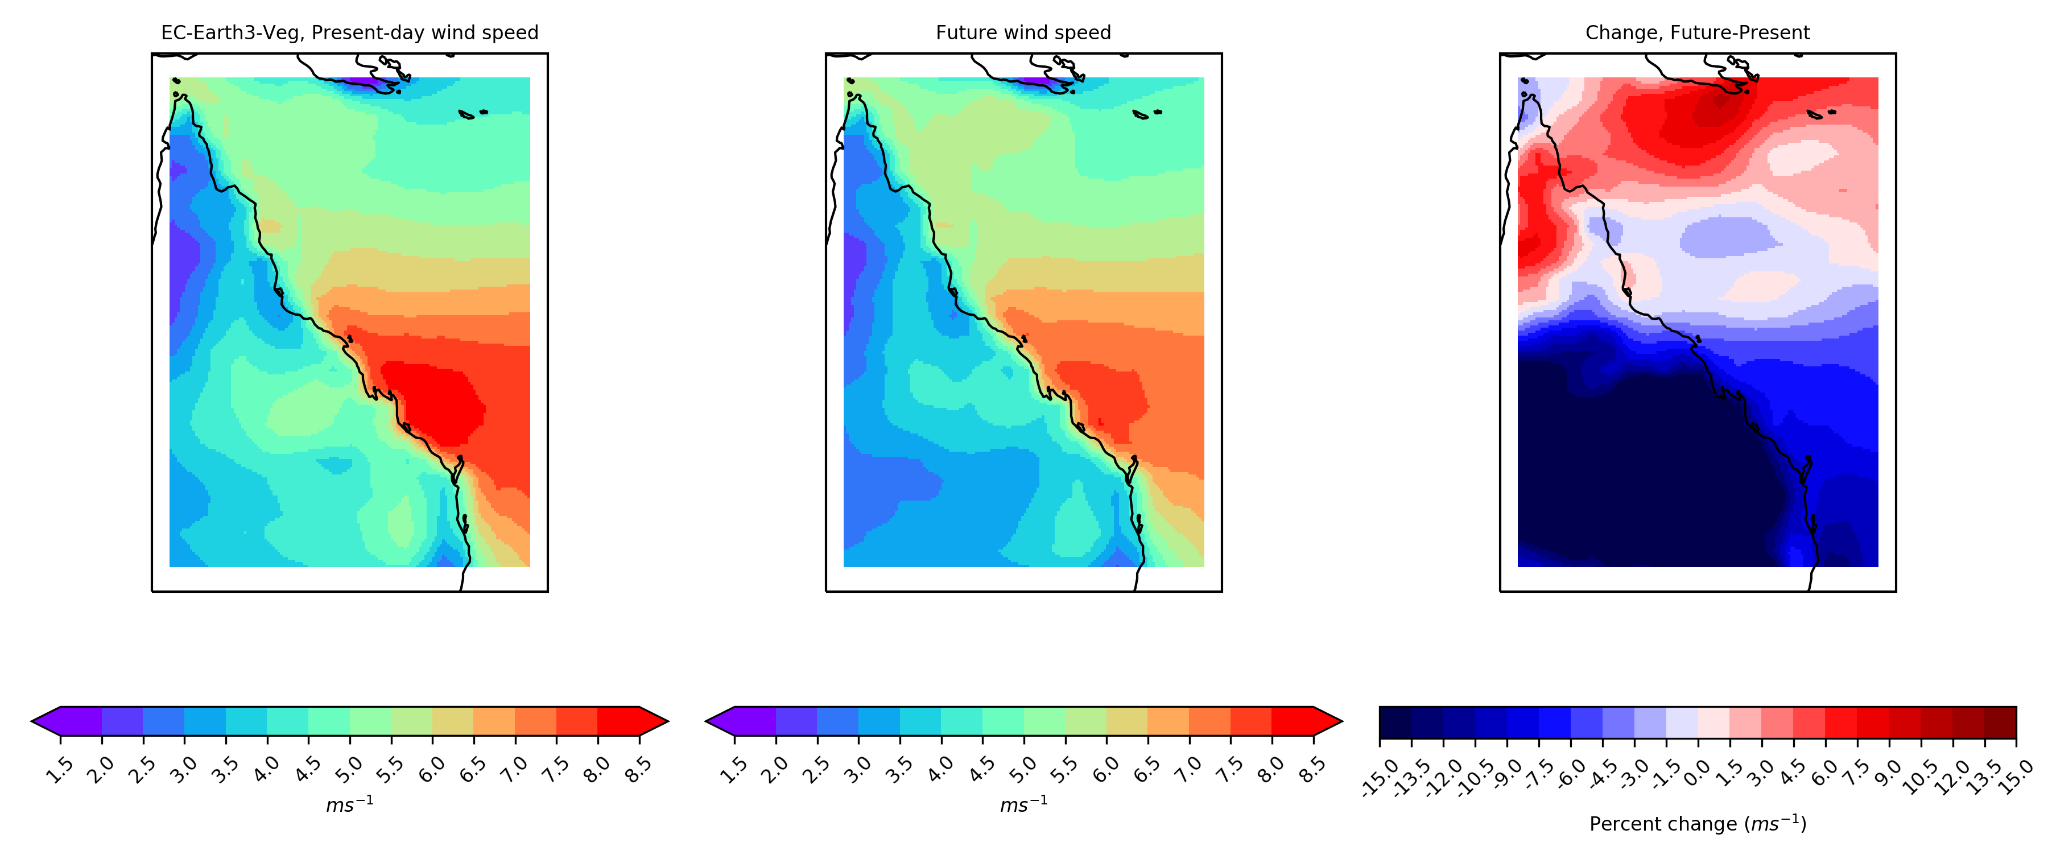 EC-Earth3-Veg, Present-day wind speed
Future wind speed
Change, Future-Present
1.5 2.0 2.5 3.0 3.5 4.0 4.5 5.0 5.5 6.0 6.5 7.0 7.5 8.0 8.5
ms⁻¹
1.5 2.0 2.5 3.0 3.5 4.0 4.5 5.0 5.5 6.0 6.5 7.0 7.5 8.0 8.5
ms⁻¹
-15.0 -13.5 -12.0 -10.5 -9.0 -7.5 -6.0 -4.5 -3.0 -1.5 0.0 1.5 3.0 4.5 6.0 7.5 9.0 10.5 12.0 13.5 15.0
Percent change (ms⁻¹)